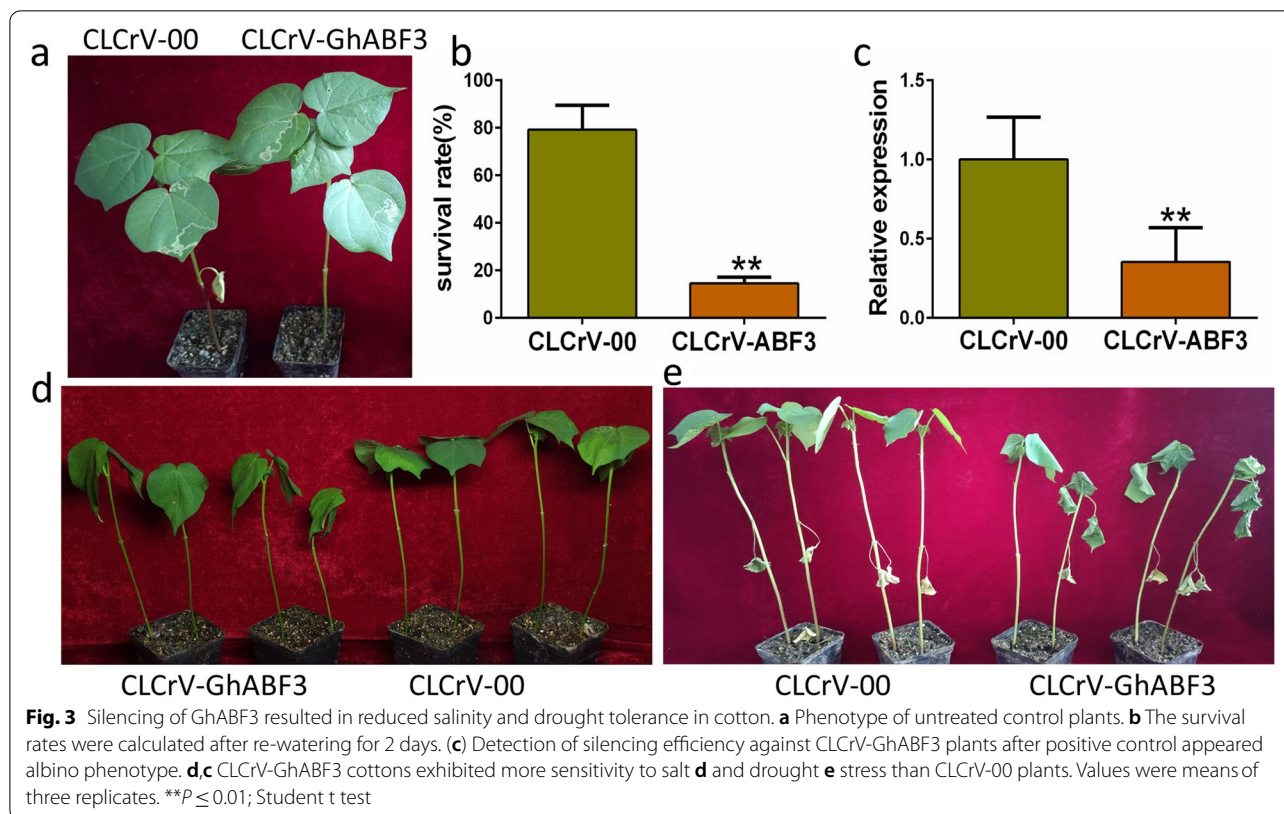 a CLCrV-00 CLCrV-GhABF3
b
survival rate(%)
100
80
60
40
20
0
**
CLCrV-00 CLCrV-ABF3
c
Relative expression
1.5
1.0
0.5
0.0
**
CLCrV-00 CLCrV-ABF3
d
CLCrV-GhABF3 CLCrV-00
e
CLCrV-00 CLCrV-GhABF3
Fig. 3 Silencing of GhABF3 resulted in reduced salinity and drought tolerance in cotton. a Phenotype of untreated control plants. b The survival
rates were calculated after re-watering for 2 days. (c) Detection of silencing efficiency against CLCrV-GhABF3 plants after positive control appeared
albino phenotype. d,c CLCrV-GhABF3 cottons exhibited more sensitivity to salt d and drought e stress than CLCrV-00 plants. Values were means of
three replicates. **P ≤ 0.01; Student t test